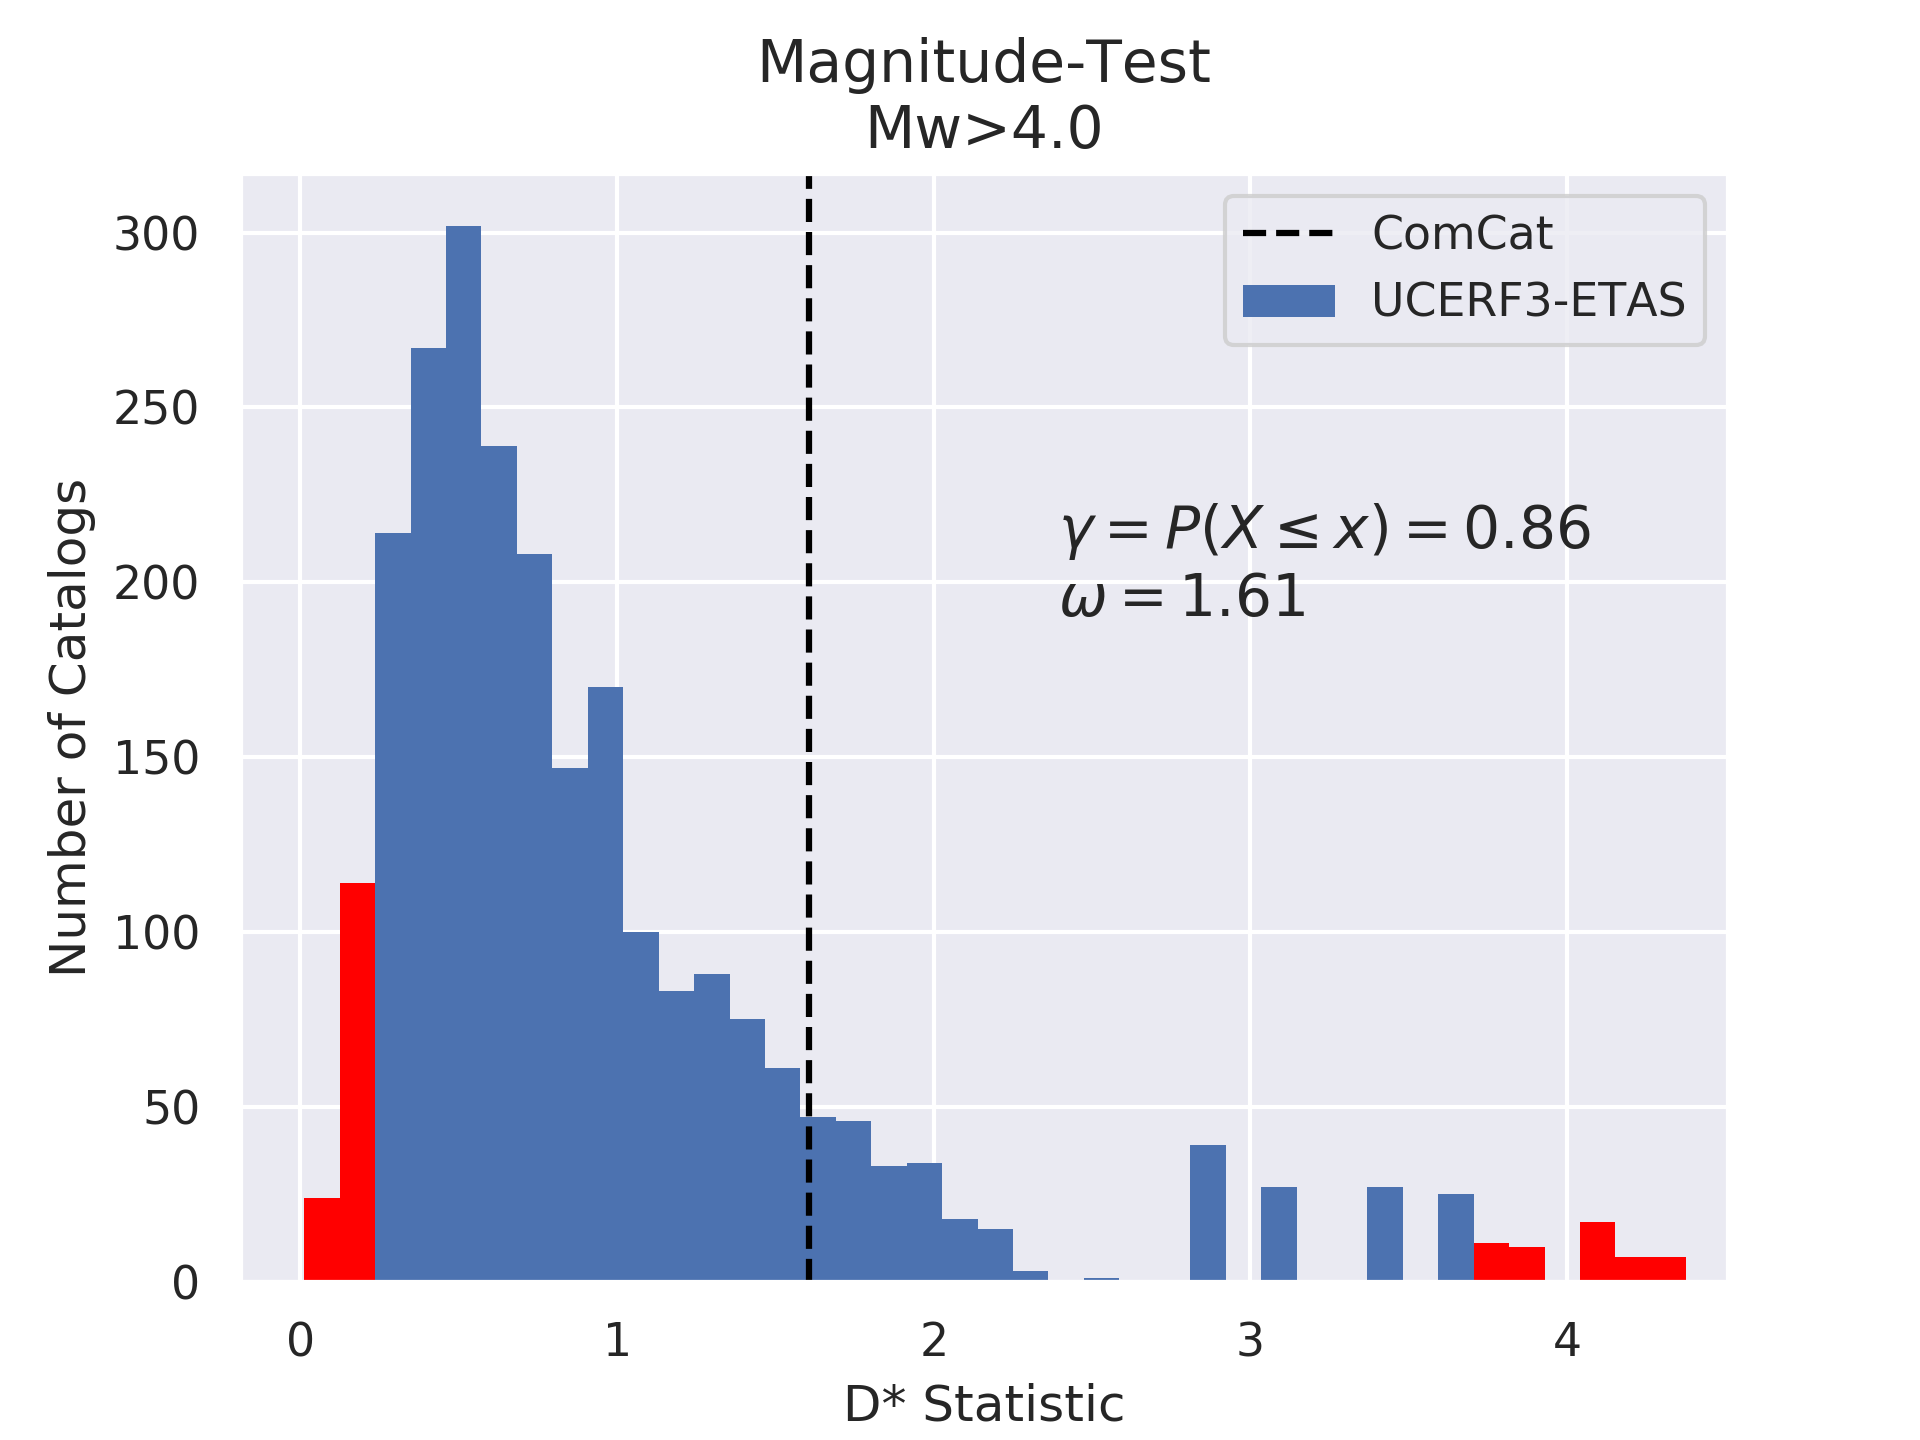 Magnitude-Test
Mw>4.0
ComCat
UCERF3-ETAS
γ = P(X ≤ x) = 0.86
ω = 1.61
Number of Catalogs
300
250
200
150
100
50
0
0 1 2 3 4
D* Statistic